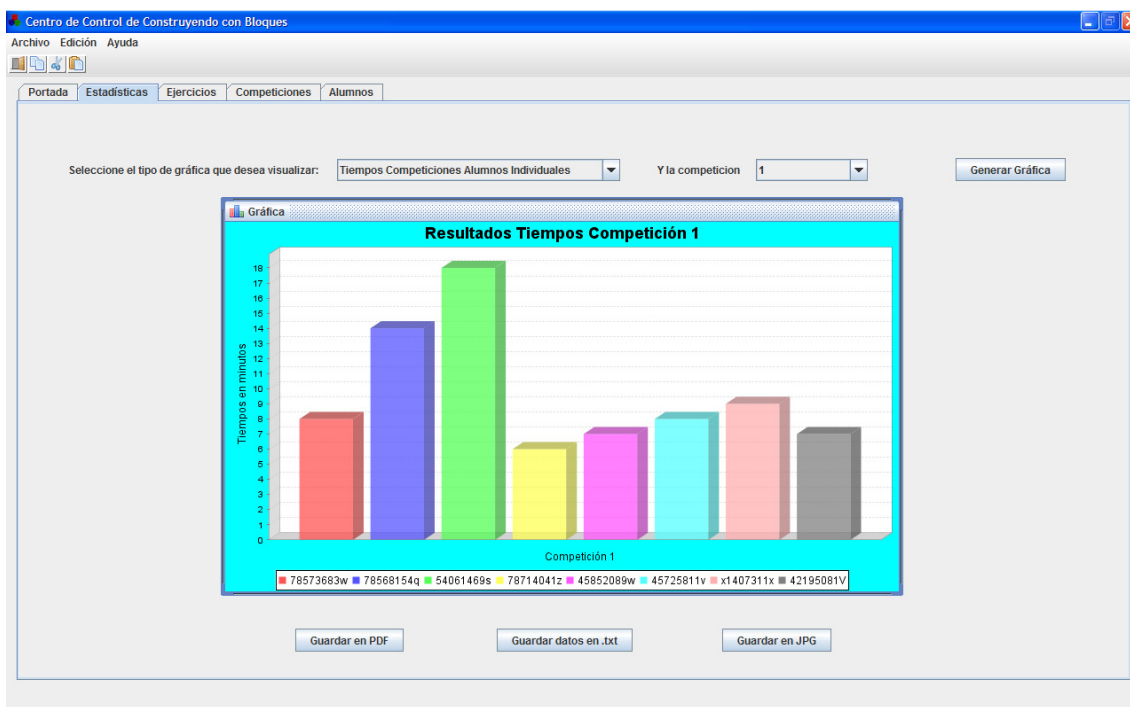 Centro de Control de Construyendo con Bloques
Archivo Edición Ayuda
Portada Estadísticas Ejercicios Competiciones Alumnos
Seleccione el tipo de gráfica que desea visualizar: Tiempos Competiciones Alumnos Individuales Y la competicion 1 Generar Gráfica
Gráfica
Resultados Tiempos Competición 1
18
17
16
15
14
13
12
11
10
9
8
7
6
5
4
3
2
1
0
Tiempos en minutos
Competición 1
78573683w 78568154q 54061469s 78714041z 45852089w 45725811v x1407311x 42195081V
Guardar en PDF Guardar datos en .txt Guardar en JPG